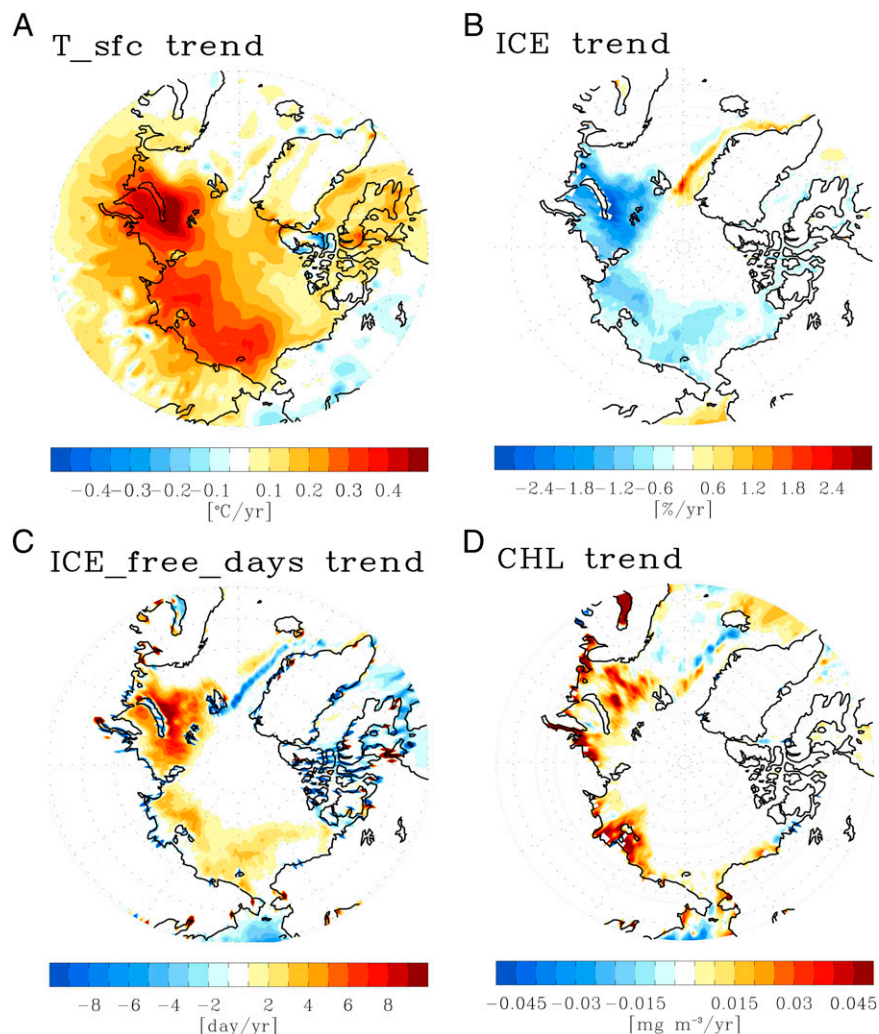 A
T_sfc trend
B
ICE trend
−0.4−0.3−0.2−0.1 0.1 0.2 0.3 0.4
[°C/yr]
−2.4−1.8−1.2−0.6 0.6 1.2 1.8 2.4
[%/yr]
C
ICE_free_days trend
D
CHL trend
−8 −6 −4 −2 2 4 6 8
[day/yr]
−0.045−0.03−0.015 0.015 0.03 0.045
[mg m⁻³/yr]